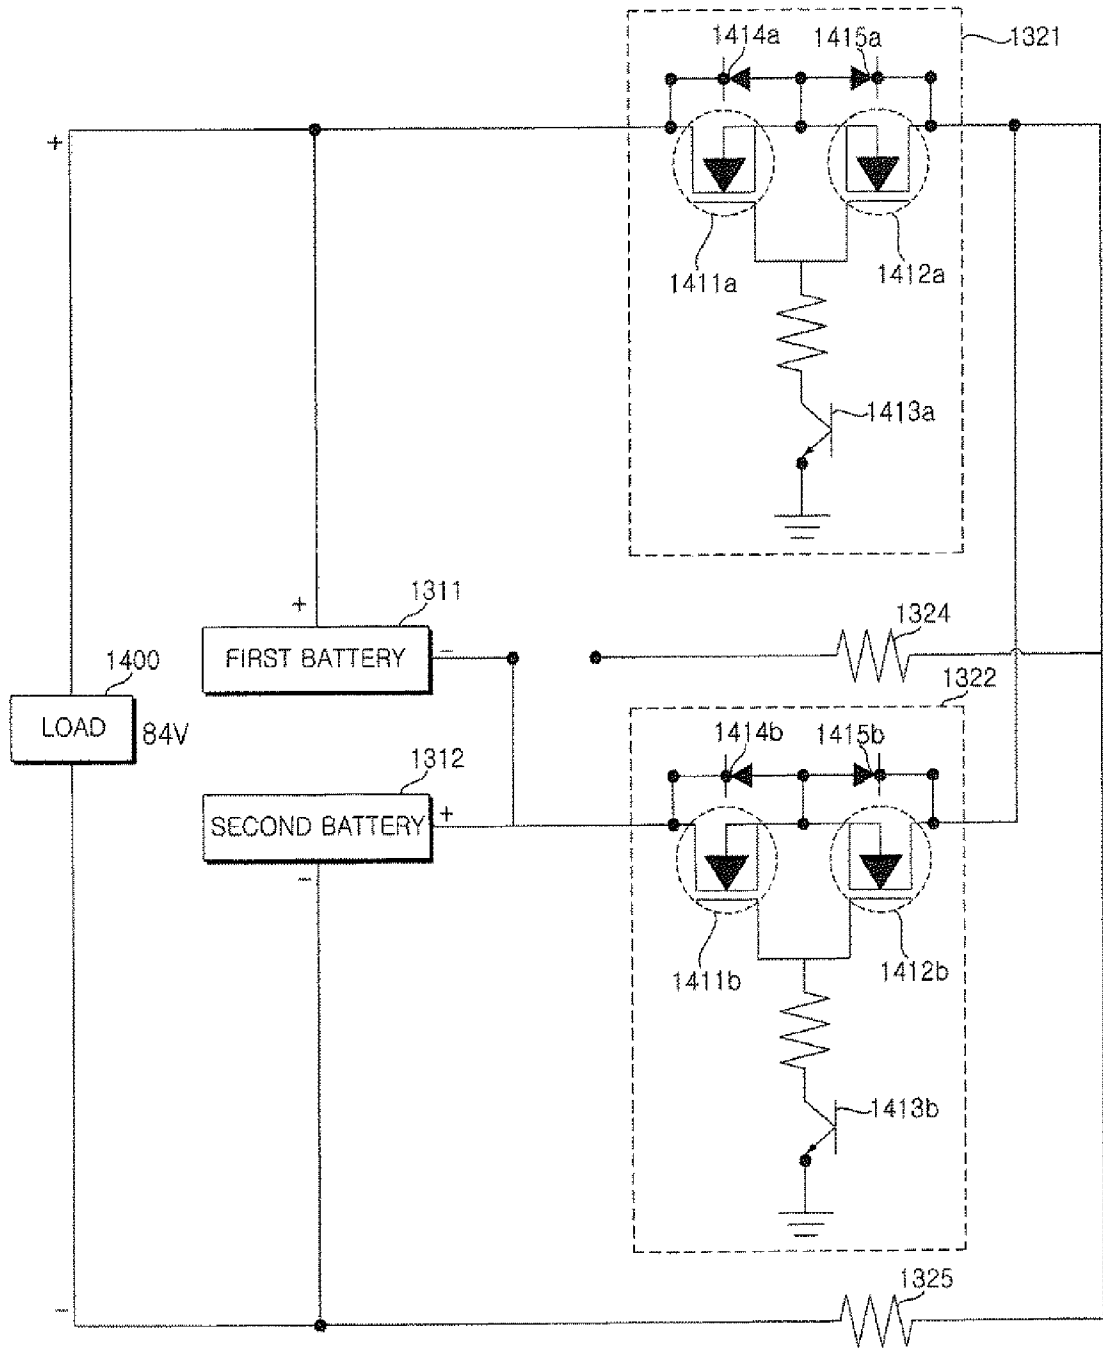 1414a
1415a
1321
+
1411a
1412a
1413a
1311
+
FIRST BATTERY
-
1324
1400
LOAD
84V
1322
1414b
1415b
1312
SECOND BATTERY
+
-
1411b
1412b
1413b
1325
-